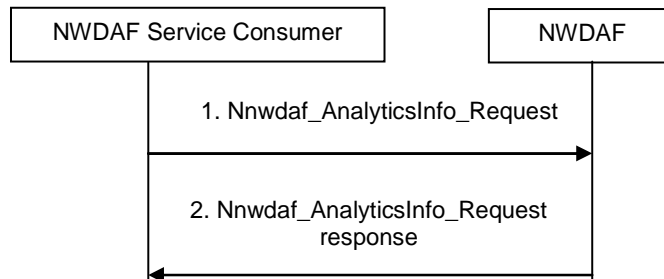 NWDAF Service Consumer
NWDAF
1. Nnwdaf_AnalyticsInfo_Request
2. Nnwdaf_AnalyticsInfo_Request
response